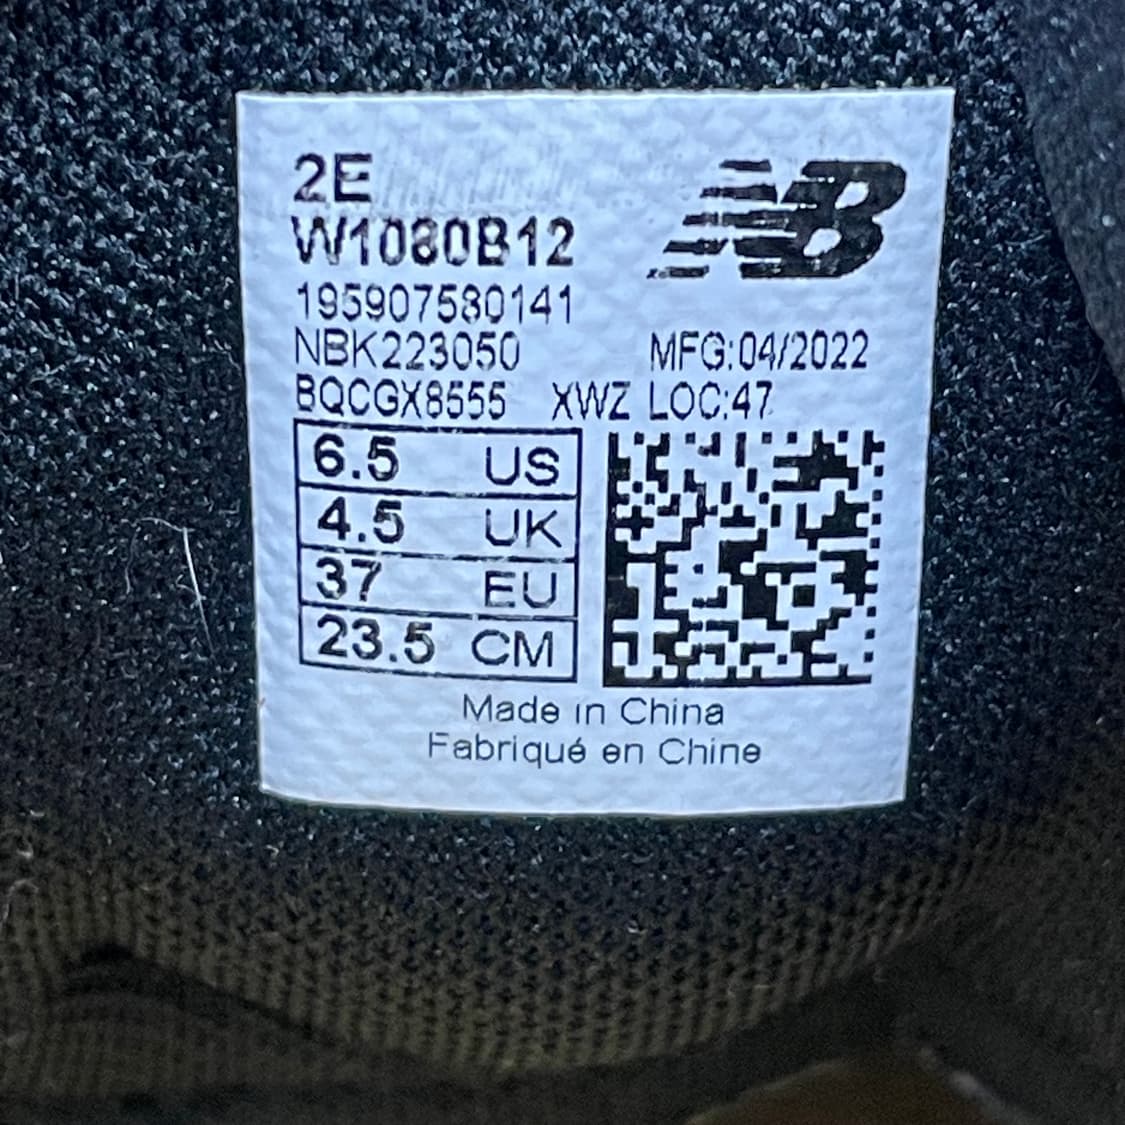 2E
W1080B12
195907580141
NBK223050 MFG:04/2022
BQCGX8555 XWZ LOC:47
6.5 US
4.5 UK
37 EU
23.5 CM
Made in China
Fabriqué en Chine